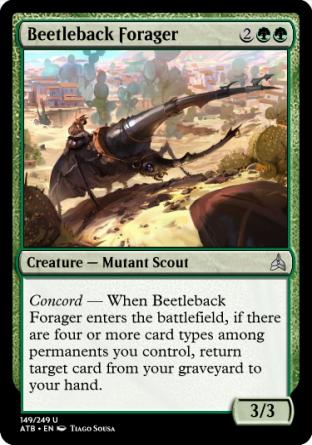 Beetleback Forager 2
Creature — Mutant Scout
Concord — When Beetleback
Forager enters the battlefield, if there
are four or more card types among
permanents you control, return
target card from your graveyard to
your hand.
3/3
149/249 U
ATB • EN Tiago Sousa